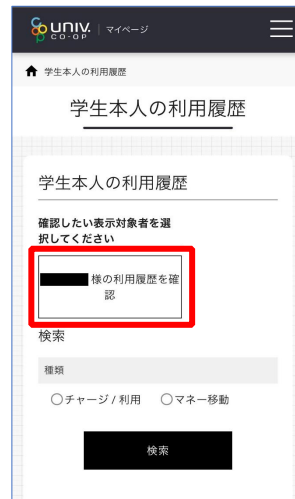 UNIV. CO-OP マイページ
学生本人の利用履歴
学生本人の利用履歴
学生本人の利用履歴
確認したい表示対象者を選
択してください
様の利用履歴を確
認
検索
種類
チャージ / 利用 マネー移動
検索